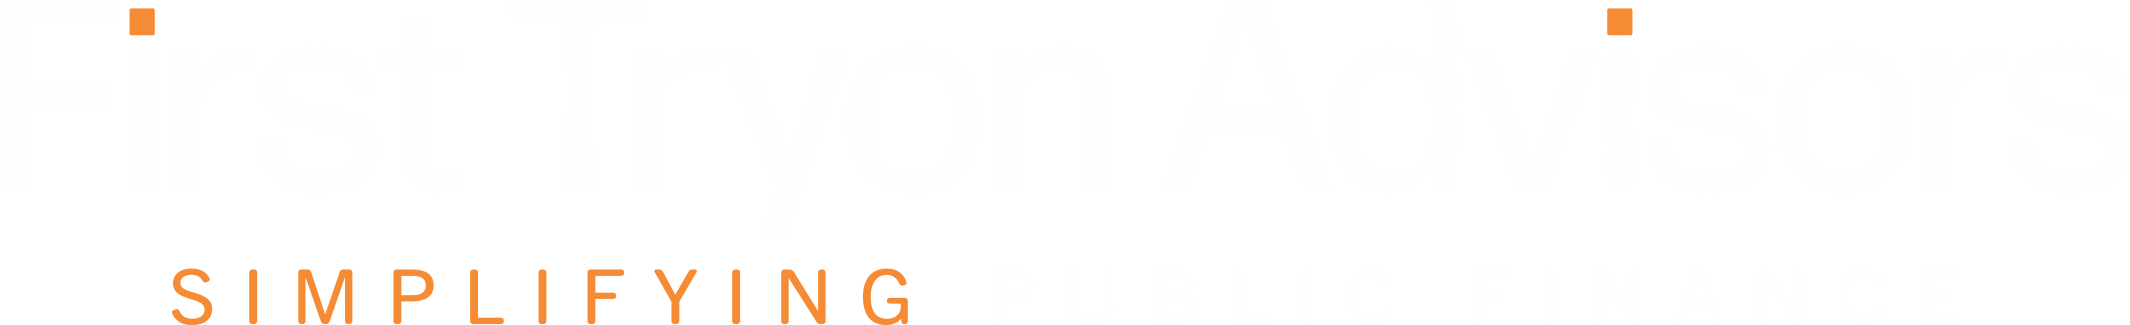 First Tryon Advisors
SIMPLIFYING PUBLIC FINANCE